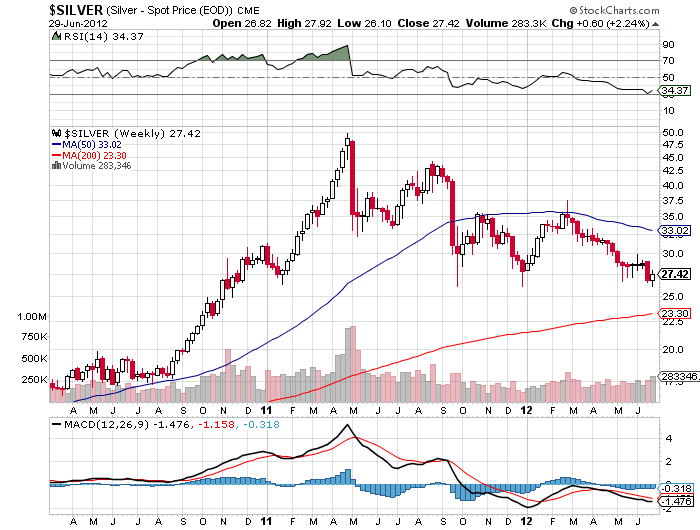 $SILVER (Silver - Spot Price (EOD)) CME © StockCharts.com
29-Jun-2012 Open 26.82 High 27.92 Low 26.10 Close 27.42 Volume 283.3K Chg +0.60 (+2.24%)
RSI(14) 34.37
90
70
50
34.37
30
$SILVER (Weekly) 27.42
MA(50) 33.02
MA(200) 23.30
Volume 283,346
50.0
47.5
45.0
42.5
40.0
37.5
35.0
33.02
30.0
27.42
25.0
23.30
22.5
20.0
283346
17.5
1.00M
750K
500K
250K
A M J J A S O N D 11 F M A M J J A S O N D 12 F M A M J
MACD(12,26,9) -1.476, -1.158, -0.318
4
2
-0.318
-1.476
-2
A M J J A S O N D 11 F M A M J J A S O N D 12 F M A M J